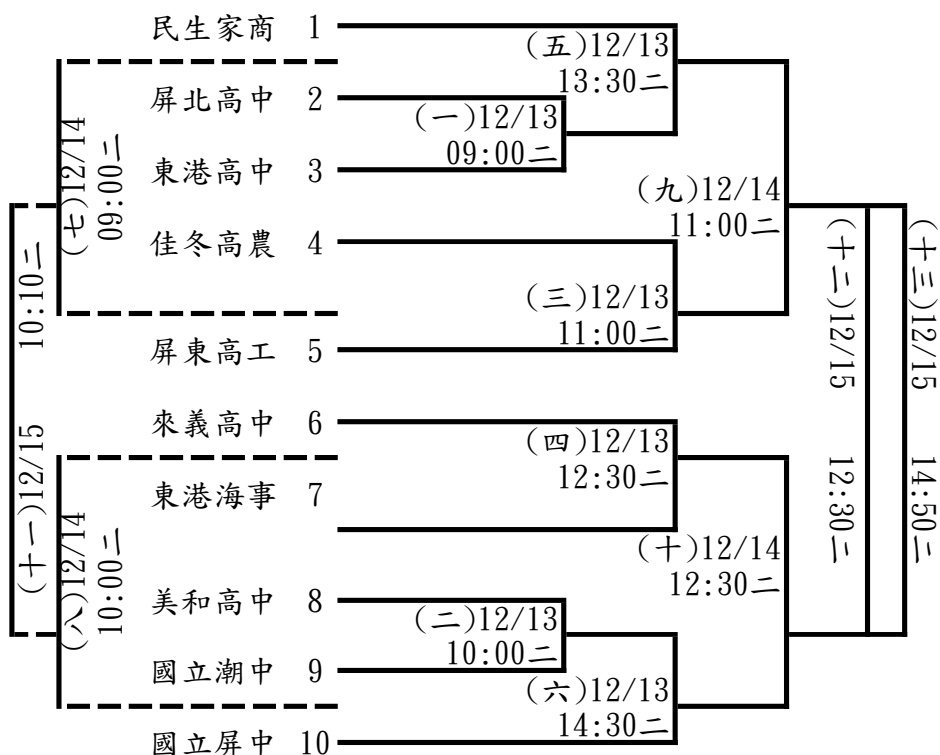 民生家商 1
(五)12/13
13:30二
屏北高中 2
(一)12/13
09:00二
東港高中 3
(七)12/14
09:00二
(九)12/14
11:00二
佳冬高農 4
(三)12/13
11:00二
屏東高工 5
來義高中 6
(四)12/13
12:30二
東港海事 7
(十)12/14
12:30二
美和高中 8
(二)12/13
10:00二
國立潮中 9
(八)12/14
10:00二
(六)12/13
14:30二
國立屏中 10
(十一)12/15 10:10二
(十二)12/15 12:30二
(十三)12/15 14:50二